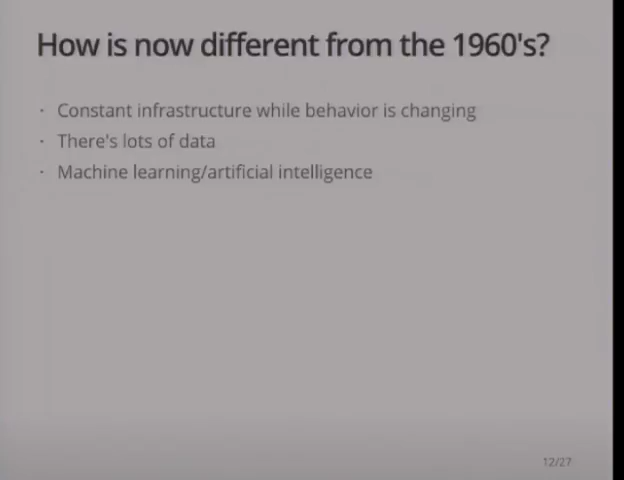 How is now different from the 1960's?
· Constant infrastructure while behavior is changing
· There's lots of data
· Machine learning/artificial intelligence
12/27